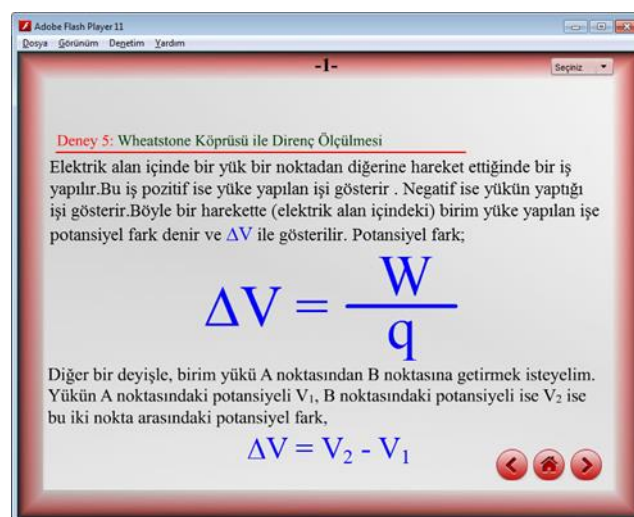 Adobe Flash Player 11
Dosya Görünüm Denetim Yardım
-1-
Seçiniz
Deney 5: Wheatstone Köprüsü ile Direnç Ölçülmesi
Elektrik alan içinde bir yük bir noktadan diğerine hareket ettiğinde bir iş
yapılır.Bu iş pozitif ise yüke yapılan işi gösterir . Negatif ise yükün yaptığı
işi gösterir.Böyle bir harekette (elektrik alan içindeki) birim yüke yapılan işe
potansiyel fark denir ve ΔV ile gösterilir. Potansiyel fark;
ΔV = W
q
Diğer bir deyişle, birim yükü A noktasından B noktasına getirmek isteyelim.
Yükün A noktasındaki potansiyeli V₁, B noktasındaki potansiyeli ise V₂ ise
bu iki nokta arasındaki potansiyel fark,
ΔV = V₂ - V₁